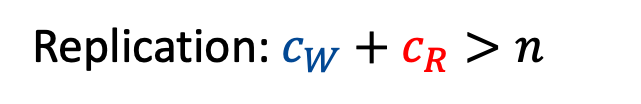 Replication: c_W + c_R > n